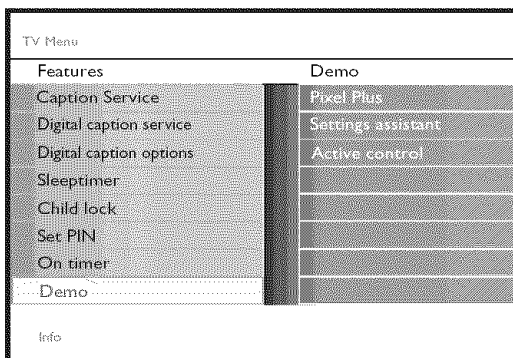 TV Menu
Features
Caption Service
Digital caption service
Digital caption options
Sleeptimer
Child lock
Set PIN
On timer
Demo
Demo
Pixel Plus
Settings assistant
Active control
Info